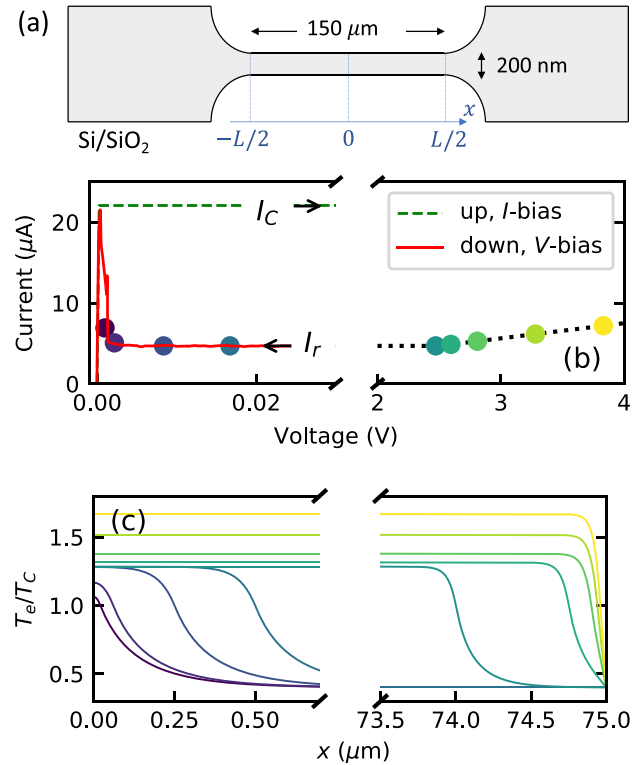 (a)
150 μm
200 nm
x
Si/SiO₂
−L/2
0
L/2
Current (μA)
20
10
0
I_C
I_r
up, I-bias
down, V-bias
(b)
0.00
0.02
2
3
4
Voltage (V)
T_e/T_C
1.5
1.0
0.5
(c)
0.00
0.25
0.50
73.5
74.0
74.5
75.0
x (μm)